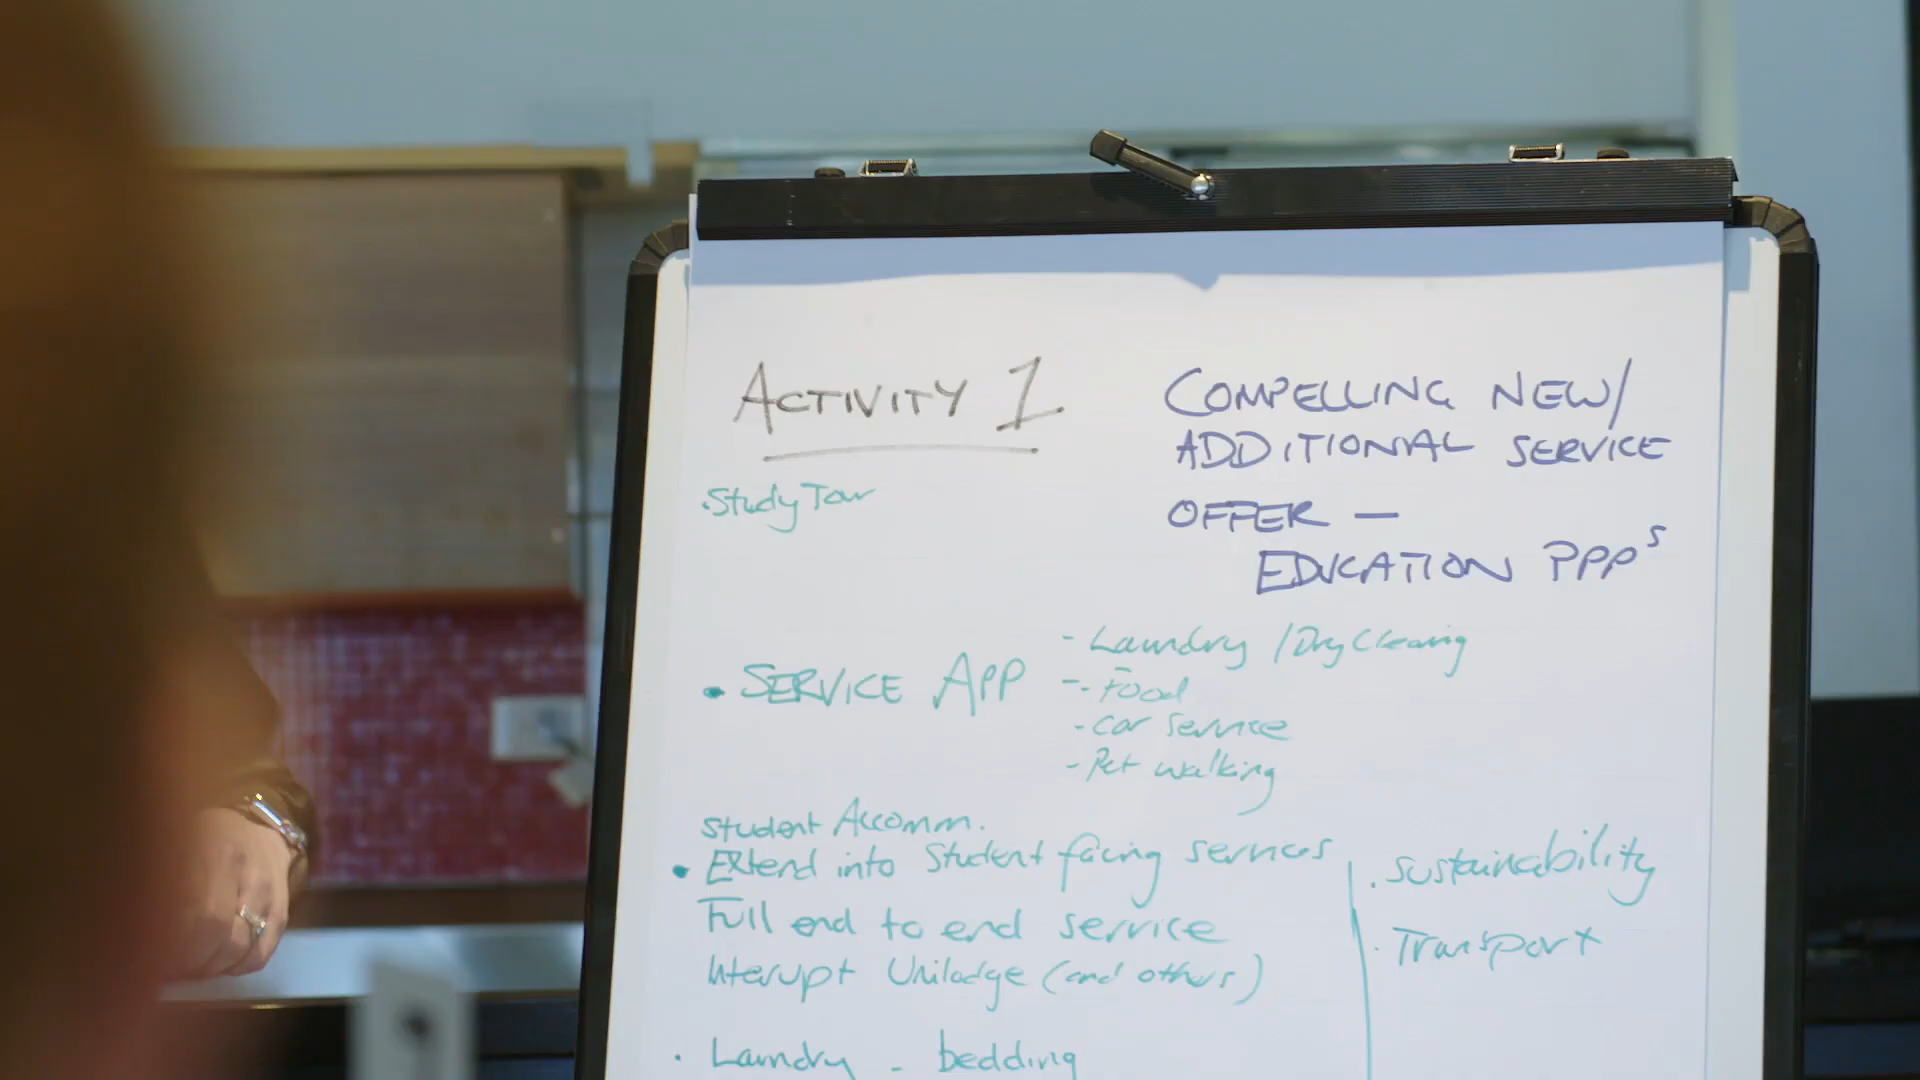 ACTIVITY 1
COMPELLING NEW/
ADDITIONAL SERVICE
OFFER —
EDUCATION PPPs
• Study Tour
• SERVICE APP
- Laundry / Dry Cleaning
- Food
- Car Service
- Pet walking
Student Accomm.
• Extend into Student facing services
Full end to end service
Interupt Unilodge (and others)
• Laundry - bedding
• Sustainability
• Transport